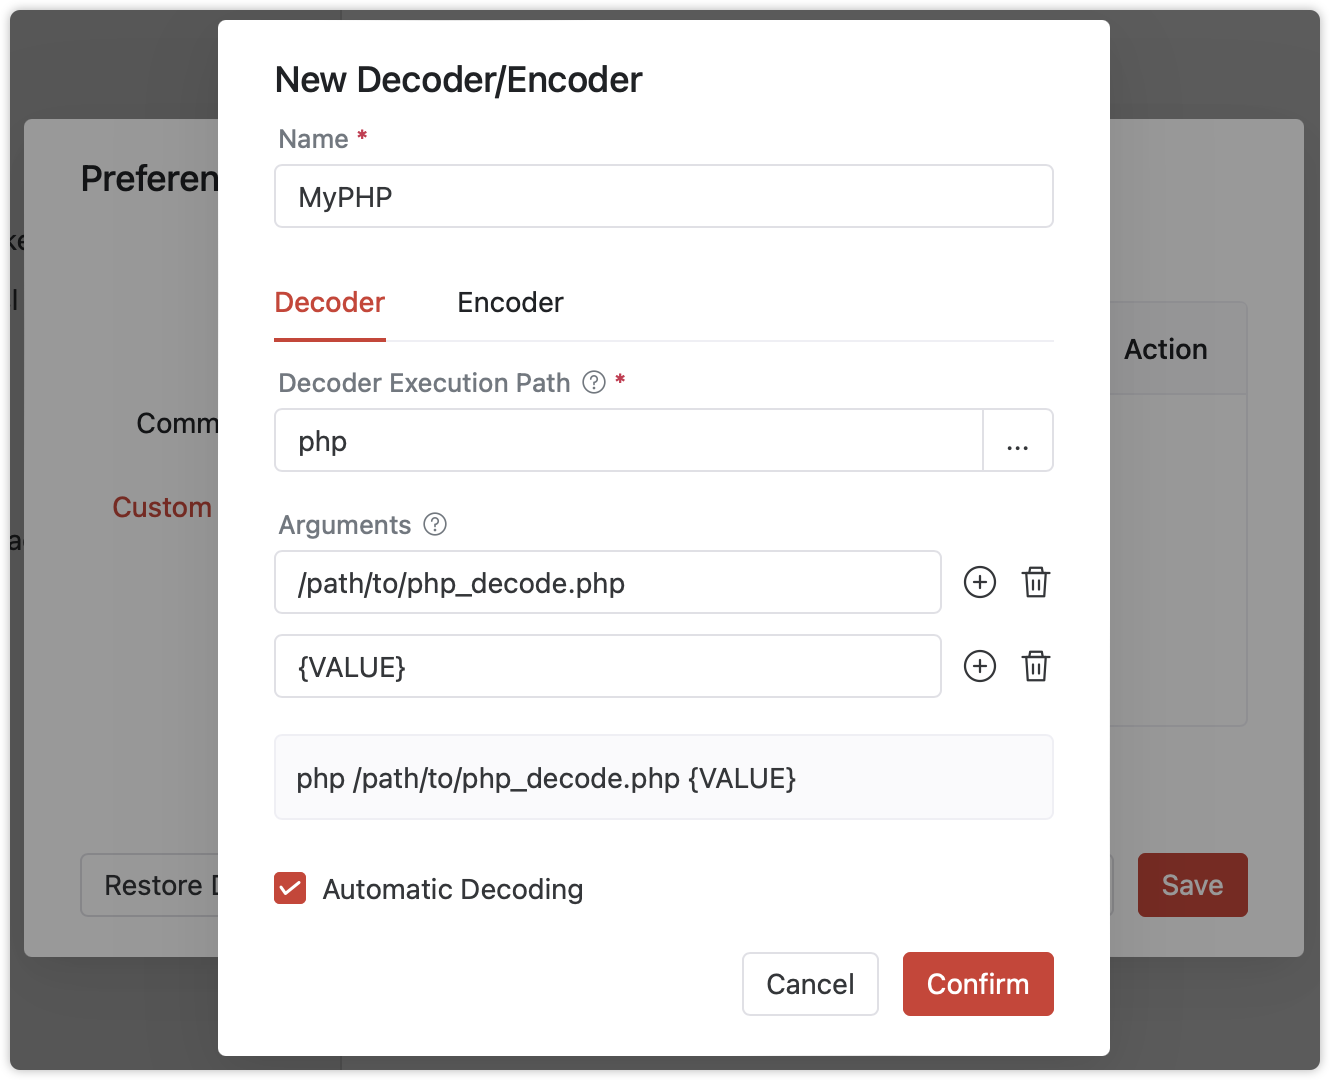 New Decoder/Encoder
Name *
MyPHP
Preferen
Decoder Encoder
Action
Decoder Execution Path ? *
Comm
php ...
Custom
Arguments ?
/path/to/php_decode.php
{VALUE}
php /path/to/php_decode.php {VALUE}
Restore
Automatic Decoding
Save
Cancel Confirm